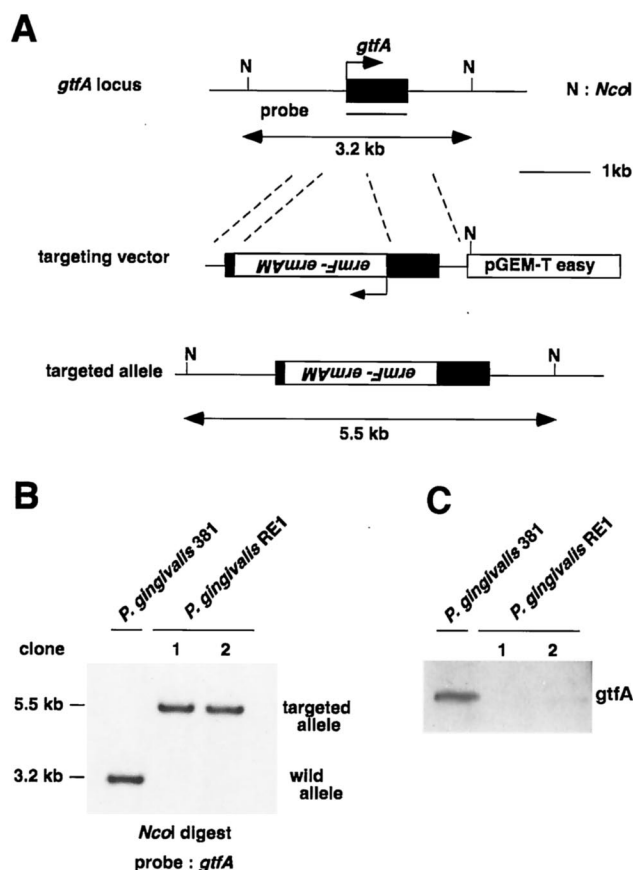 A
gtfA
N
N
gtfA locus
N : NcoI
probe
3.2 kb
1kb
N
targeting vector
ermF- ermAM
pGEM-T easy
N
N
targeted allele
ermF- ermAM
5.5 kb
B
C
P. gingivalis 381
P. gingivalis RE1
P. gingivalis 381
P. gingivalis RE1
clone
1
2
1
2
5.5 kb
targeted
allele
gtfA
3.2 kb
wild
allele
NcoI digest
probe : gtfA